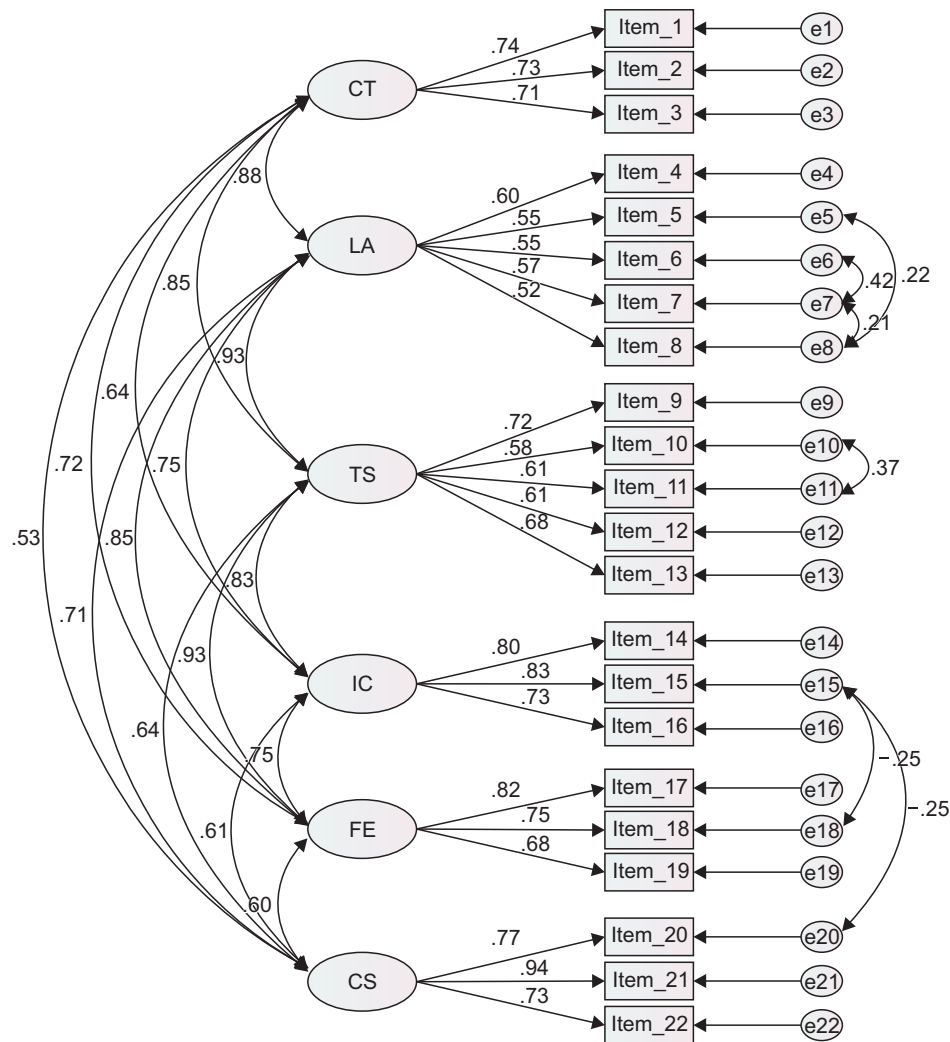 Item_1
e1
.74
Item_2
e2
.73
CT
.71
Item_3
e3
.88
Item_4
e4
.60
Item_5
e5
.55
LA
.55
Item_6
e6
.42
.22
.57
Item_7
e7
.52
.21
Item_8
e8
.85
.93
.64
Item_9
e9
.72
Item_10
e10
.58
.72
.75
TS
.61
Item_11
e11
.37
.61
Item_12
e12
.68
Item_13
e13
.53
.85
.83
.71
.93
Item_14
e14
.80
IC
.83
Item_15
e15
.73
Item_16
e16
.64
.75
–.25
Item_17
e17
.82
–.25
.61
FE
.75
Item_18
e18
.68
Item_19
e19
.60
Item_20
e20
.77
CS
.94
Item_21
e21
.73
Item_22
e22